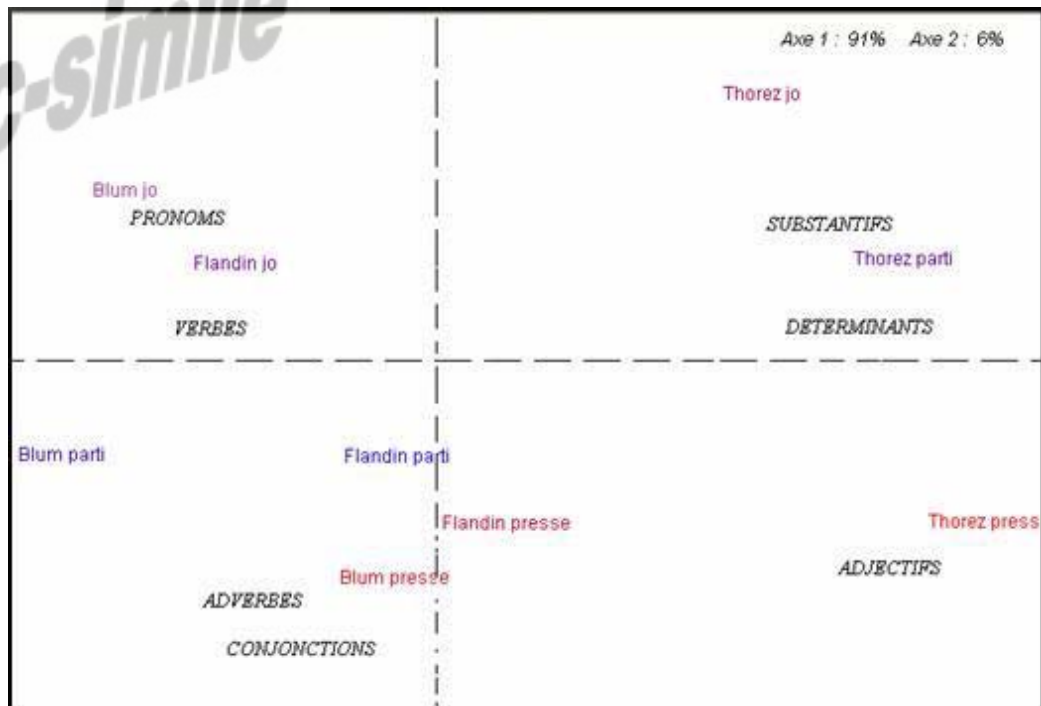 c-simile
Axe 1 : 91% Axe 2 : 6%
Thorez jo
Blum jo
PRONOMS
SUBSTANTIFS
Flandin jo
Thorez parti
VERBES
DETERMINANTS
Blum parti
Flandin parti
Flandin presse
Thorez press
Blum presse
ADJECTIFS
ADVERBES
CONJONCTIONS